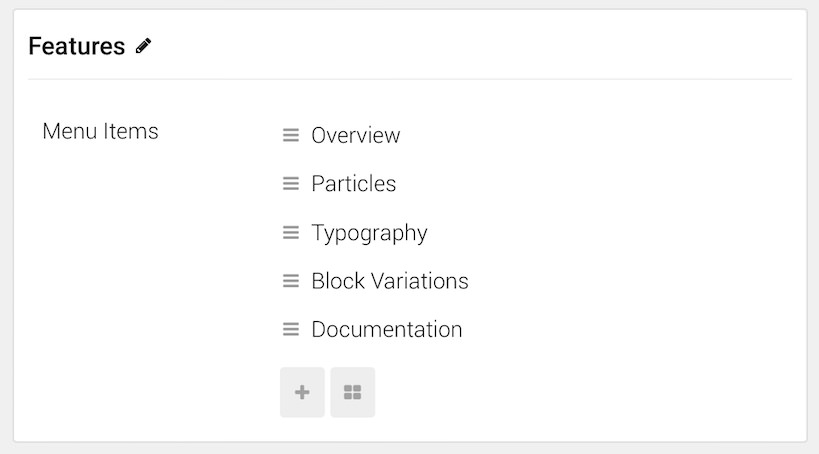 Features
Menu Items
Overview
Particles
Typography
Block Variations
Documentation